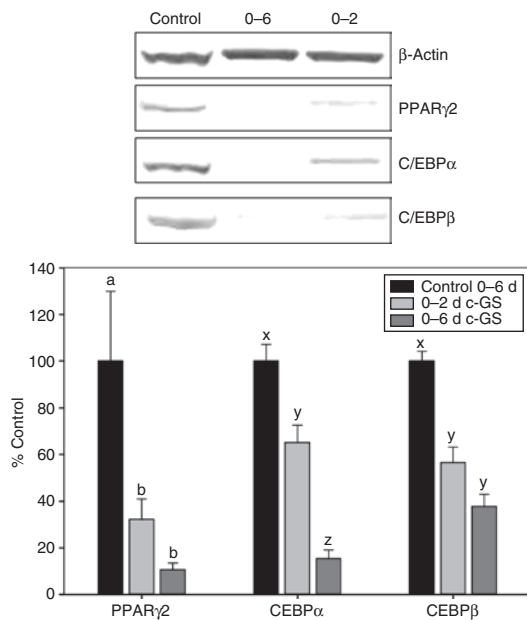 Control 0–6 0–2
β-Actin
PPARγ2
C/EBPα
C/EBPβ
140
120
100
80
60
40
20
0
% Control
Control 0–6 d
0–2 d c-GS
0–6 d c-GS
a
b
b
x
y
z
x
y
y
PPARγ2 CEBPα CEBPβ